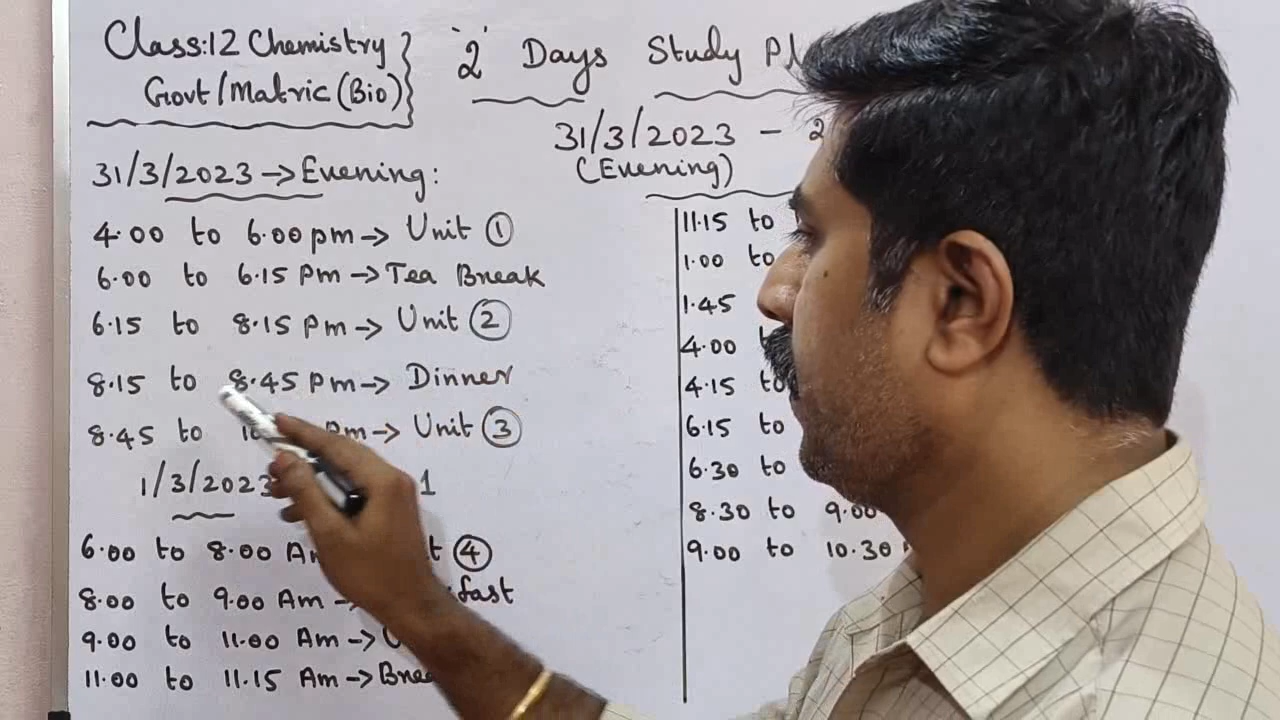 Class:12 Chemistry
Govt/Matric (Bio)
'2' Days Study Pl
31/3/2023 - 2
(Evening)
31/3/2023 → Evening:
4.00 to 6.00 pm → Unit ①
6.00 to 6.15 Pm → Tea Break
6.15 to 8.15 Pm → Unit ②
8.15 to 8.45 Pm → Dinner
8.45 to Pm → Unit ③
1/3/2023 1
6.00 to 8.00 Am ④
8.00 to 9.00 Am →
9.00 to 11.00 Am → U
11.00 to 11.15 Am → Brea
11.15 to
1.00 to
1.45
4.00
4.15 to
6.15 to
6.30 to
8.30 to 9.00
9.00 to 10.30